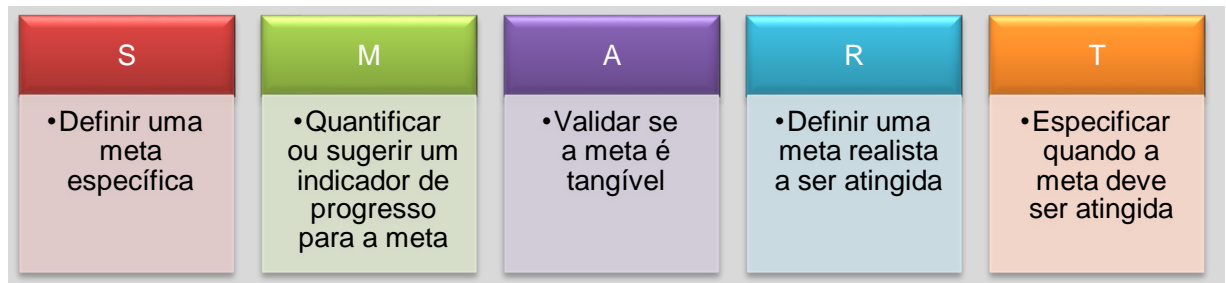 S
•Definir uma
meta
específica
M
•Quantificar
ou sugerir um
indicador de
progresso
para a meta
A
•Validar se
a meta é
tangível
R
•Definir uma
meta realista
a ser atingida
T
•Especificar
quando a
meta deve
ser atingida